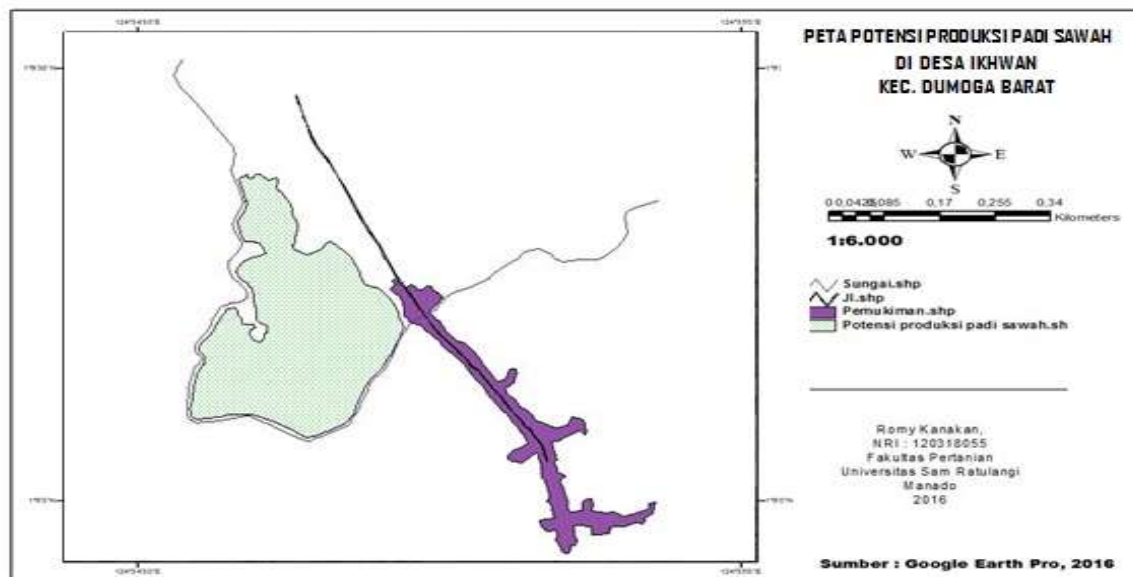 PETA POTENSI PRODUKSI PADI SAWAH
DI DESA IKHWAN
KEC. DUMOGA BARAT
N
W E
S
0,17 0,255 0,34
Kilometers
1:6.000
Sungai.shp
Jl.shp
Pemukiman.shp
Potensi produksi padi sawah.sh
Romy Kanakan,
NRI : 120318055
Fakultas Pertanian
Universitas Sam Ratulangi
Manado
2016
Sumber : Google Earth Pro, 2016